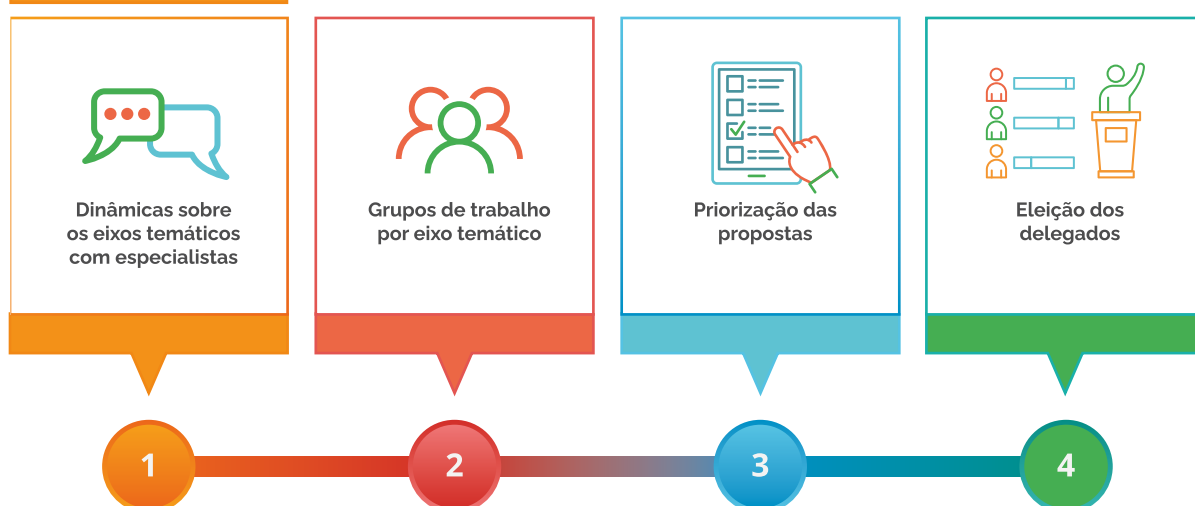 Dinâmicas sobre
os eixos temáticos
com especialistas
Grupos de trabalho
por eixo temático
Priorização das
propostas
Eleição dos
delegados
1
2
3
4